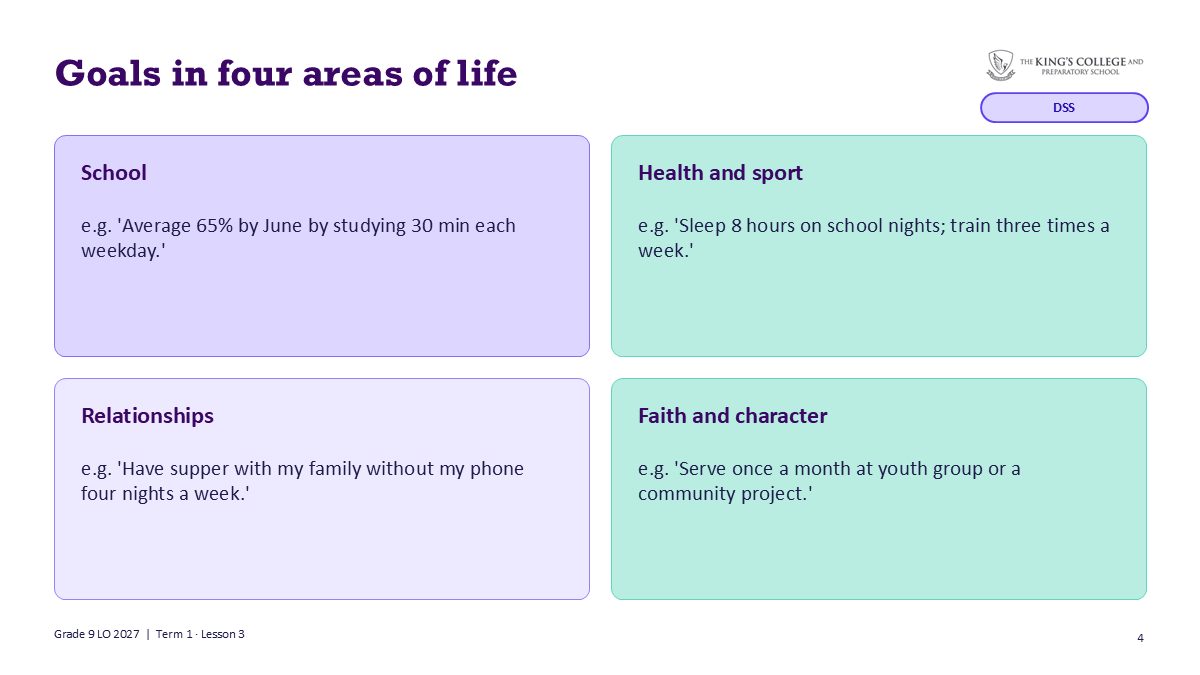 Goals in four areas of life
THE KING'S COLLEGE AND
PREPARATORY SCHOOL
DSS
School
e.g. 'Average 65% by June by studying 30 min each
weekday.'
Health and sport
e.g. 'Sleep 8 hours on school nights; train three times a
week.'
Relationships
e.g. 'Have supper with my family without my phone
four nights a week.'
Faith and character
e.g. 'Serve once a month at youth group or a
community project.'
Grade 9 LO 2027 | Term 1 · Lesson 3
4